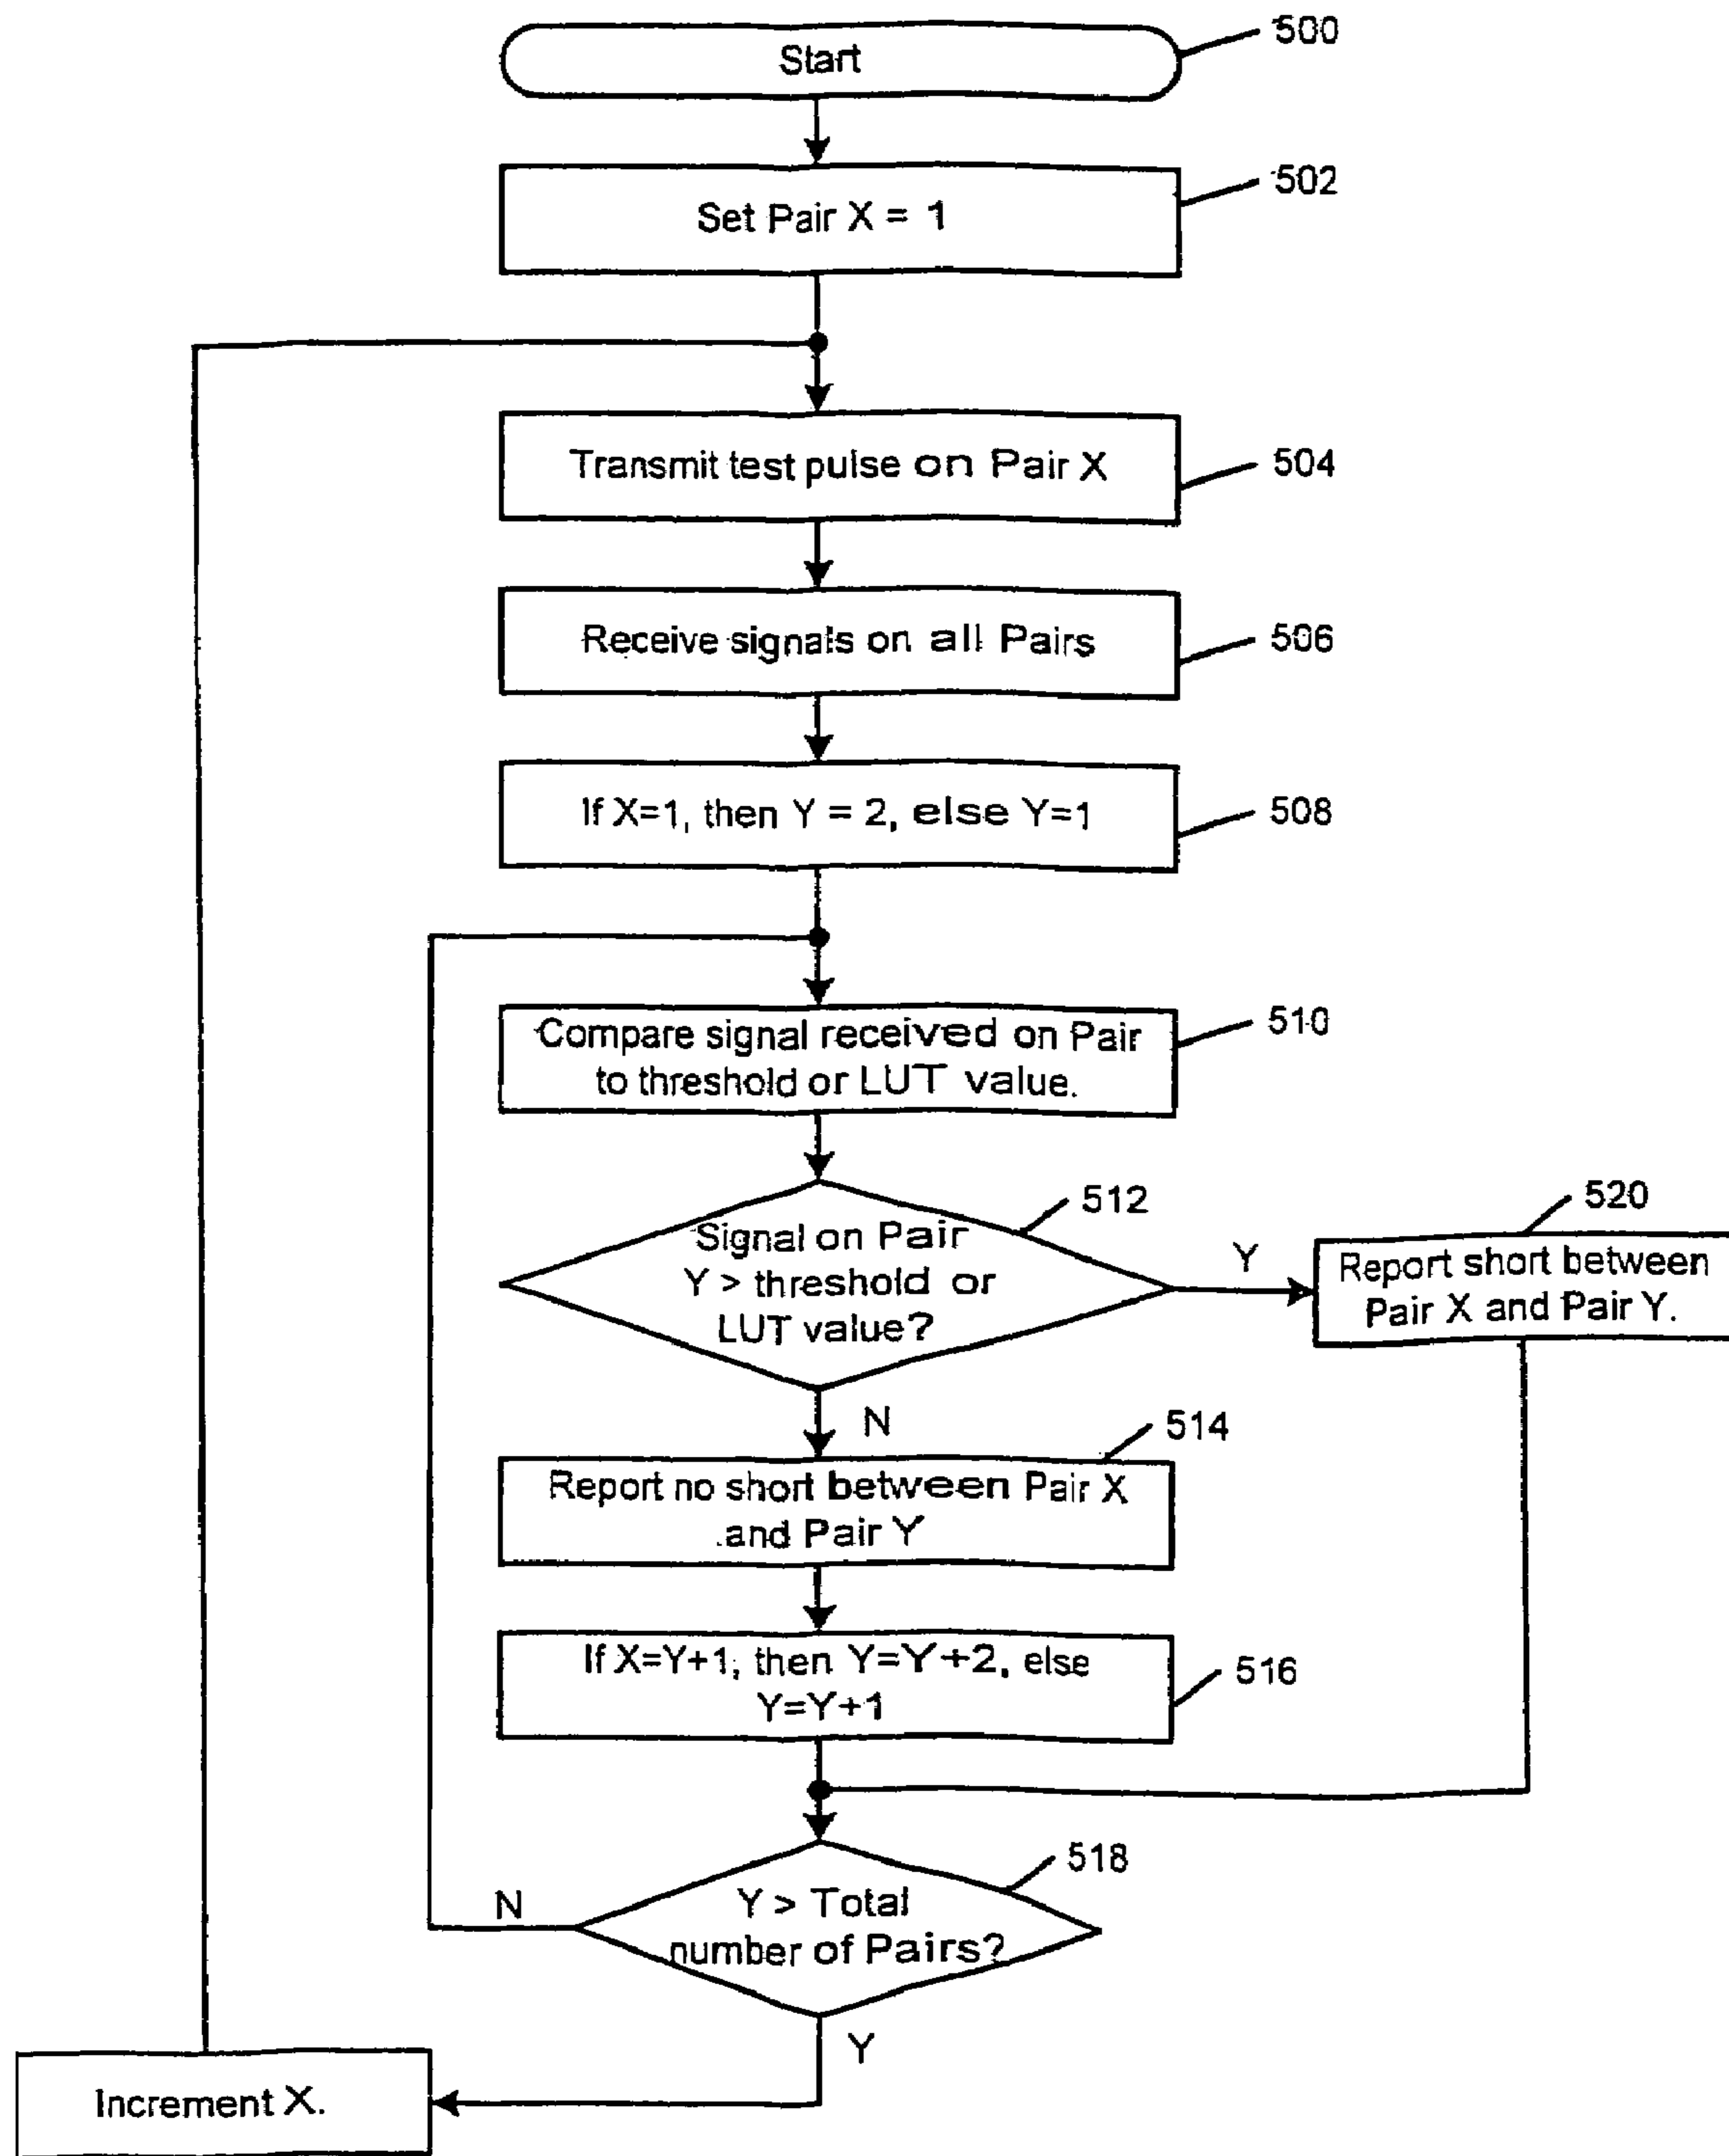 Start
500
Set Pair X = 1
502
Transmit test pulse on Pair X
504
Receive signals on all Pairs
506
If X=1, then Y = 2, else Y=1
508
Compare signal received on Pair
to threshold or LUT value.
510
Signal on Pair
Y > threshold or
LUT value?
512
Y
520
Report short between
Pair X and Pair Y.
N
514
Report no short between Pair X
and Pair Y
If X=Y+1, then Y=Y+2, else
Y=Y+1
516
Y > Total
number of Pairs?
518
N
Y
Increment X.